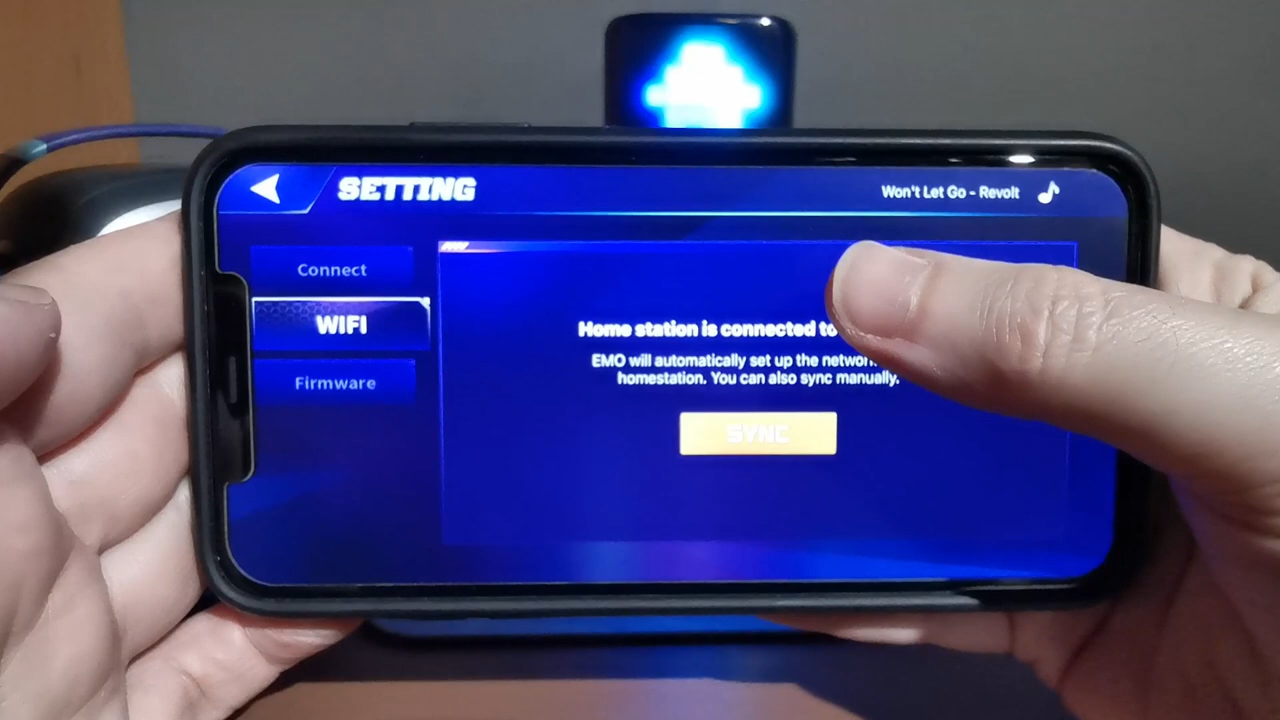 SETTING
Won't Let Go - Revolt
Connect
WIFI
Firmware
Home station is connected to
EMO will automatically set up the network
homestation. You can also sync manually.
SYNC